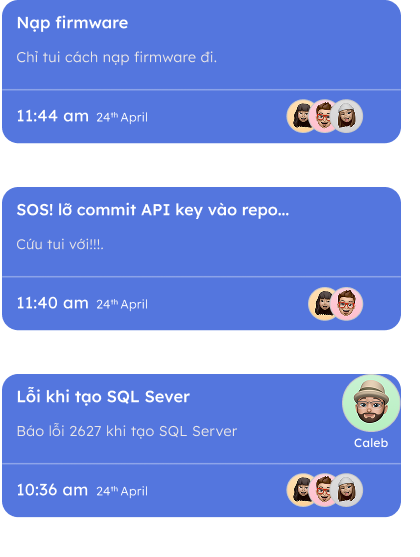 Nạp firmware
Chỉ tui cách nạp firmware đi.
11:44 am 24th April
SOS! lỡ commit API key vào repo...
Cứu tui với!!!.
11:40 am 24th April
Lỗi khi tạo SQL Sever
Báo lỗi 2627 khi tạo SQL Server
Caleb
10:36 am 24th April